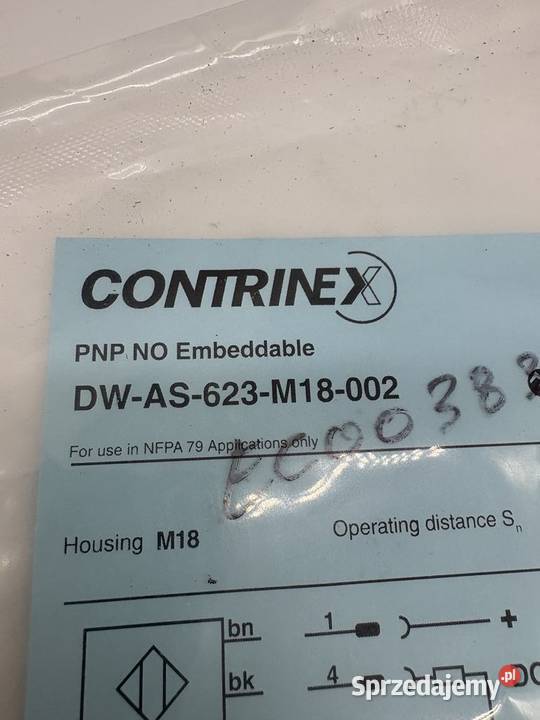 CONTRINEX
PNP NO Embeddable
DW-AS-623-M18-002
For use in NFPA 79 Applications only
Housing M18
Operating distance Sn
bn
1
+
bk
4
Sprzedajemy.pl